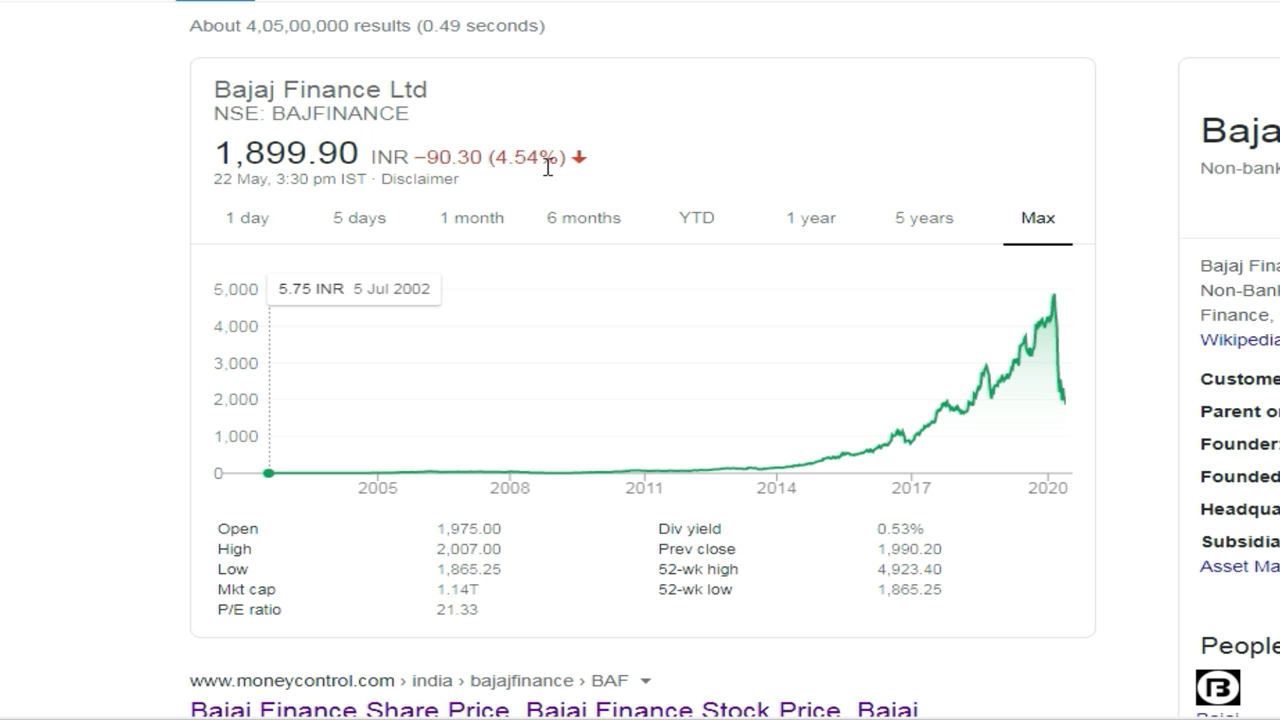 About 4,05,00,000 results (0.49 seconds)
Bajaj Finance Ltd
NSE: BAJFINANCE
1,899.90 INR −90.30 (4.54%)
22 May, 3:30 pm IST · Disclaimer
1 day 5 days 1 month 6 months YTD 1 year 5 years Max
5.75 INR 5 Jul 2002
5,000
4,000
3,000
2,000
1,000
0
2005 2008 2011 2014 2017 2020
Open 1,975.00 Div yield 0.53%
High 2,007.00 Prev close 1,990.20
Low 1,865.25 52-wk high 4,923.40
Mkt cap 1.14T 52-wk low 1,865.25
P/E ratio 21.33
www.moneycontrol.com › india › bajajfinance › BAF
Bajaj Finance Share Price, Bajaj Finance Stock Price, Bajaj
Baja
Non-bank
Bajaj Fina
Non-Bank
Finance,
Wikipedia
Custome
Parent or
Founder:
Founded
Headqua
Subsidia
Asset Ma
People